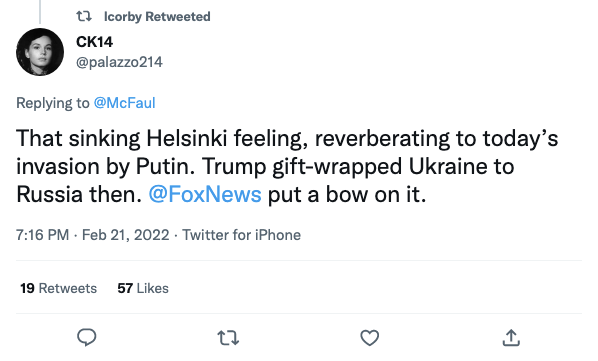 Icorby Retweeted
CK14
@palazzo214
Replying to @McFaul
That sinking Helsinki feeling, reverberating to today’s
invasion by Putin. Trump gift-wrapped Ukraine to
Russia then. @FoxNews put a bow on it.
7:16 PM · Feb 21, 2022 · Twitter for iPhone
19 Retweets 57 Likes